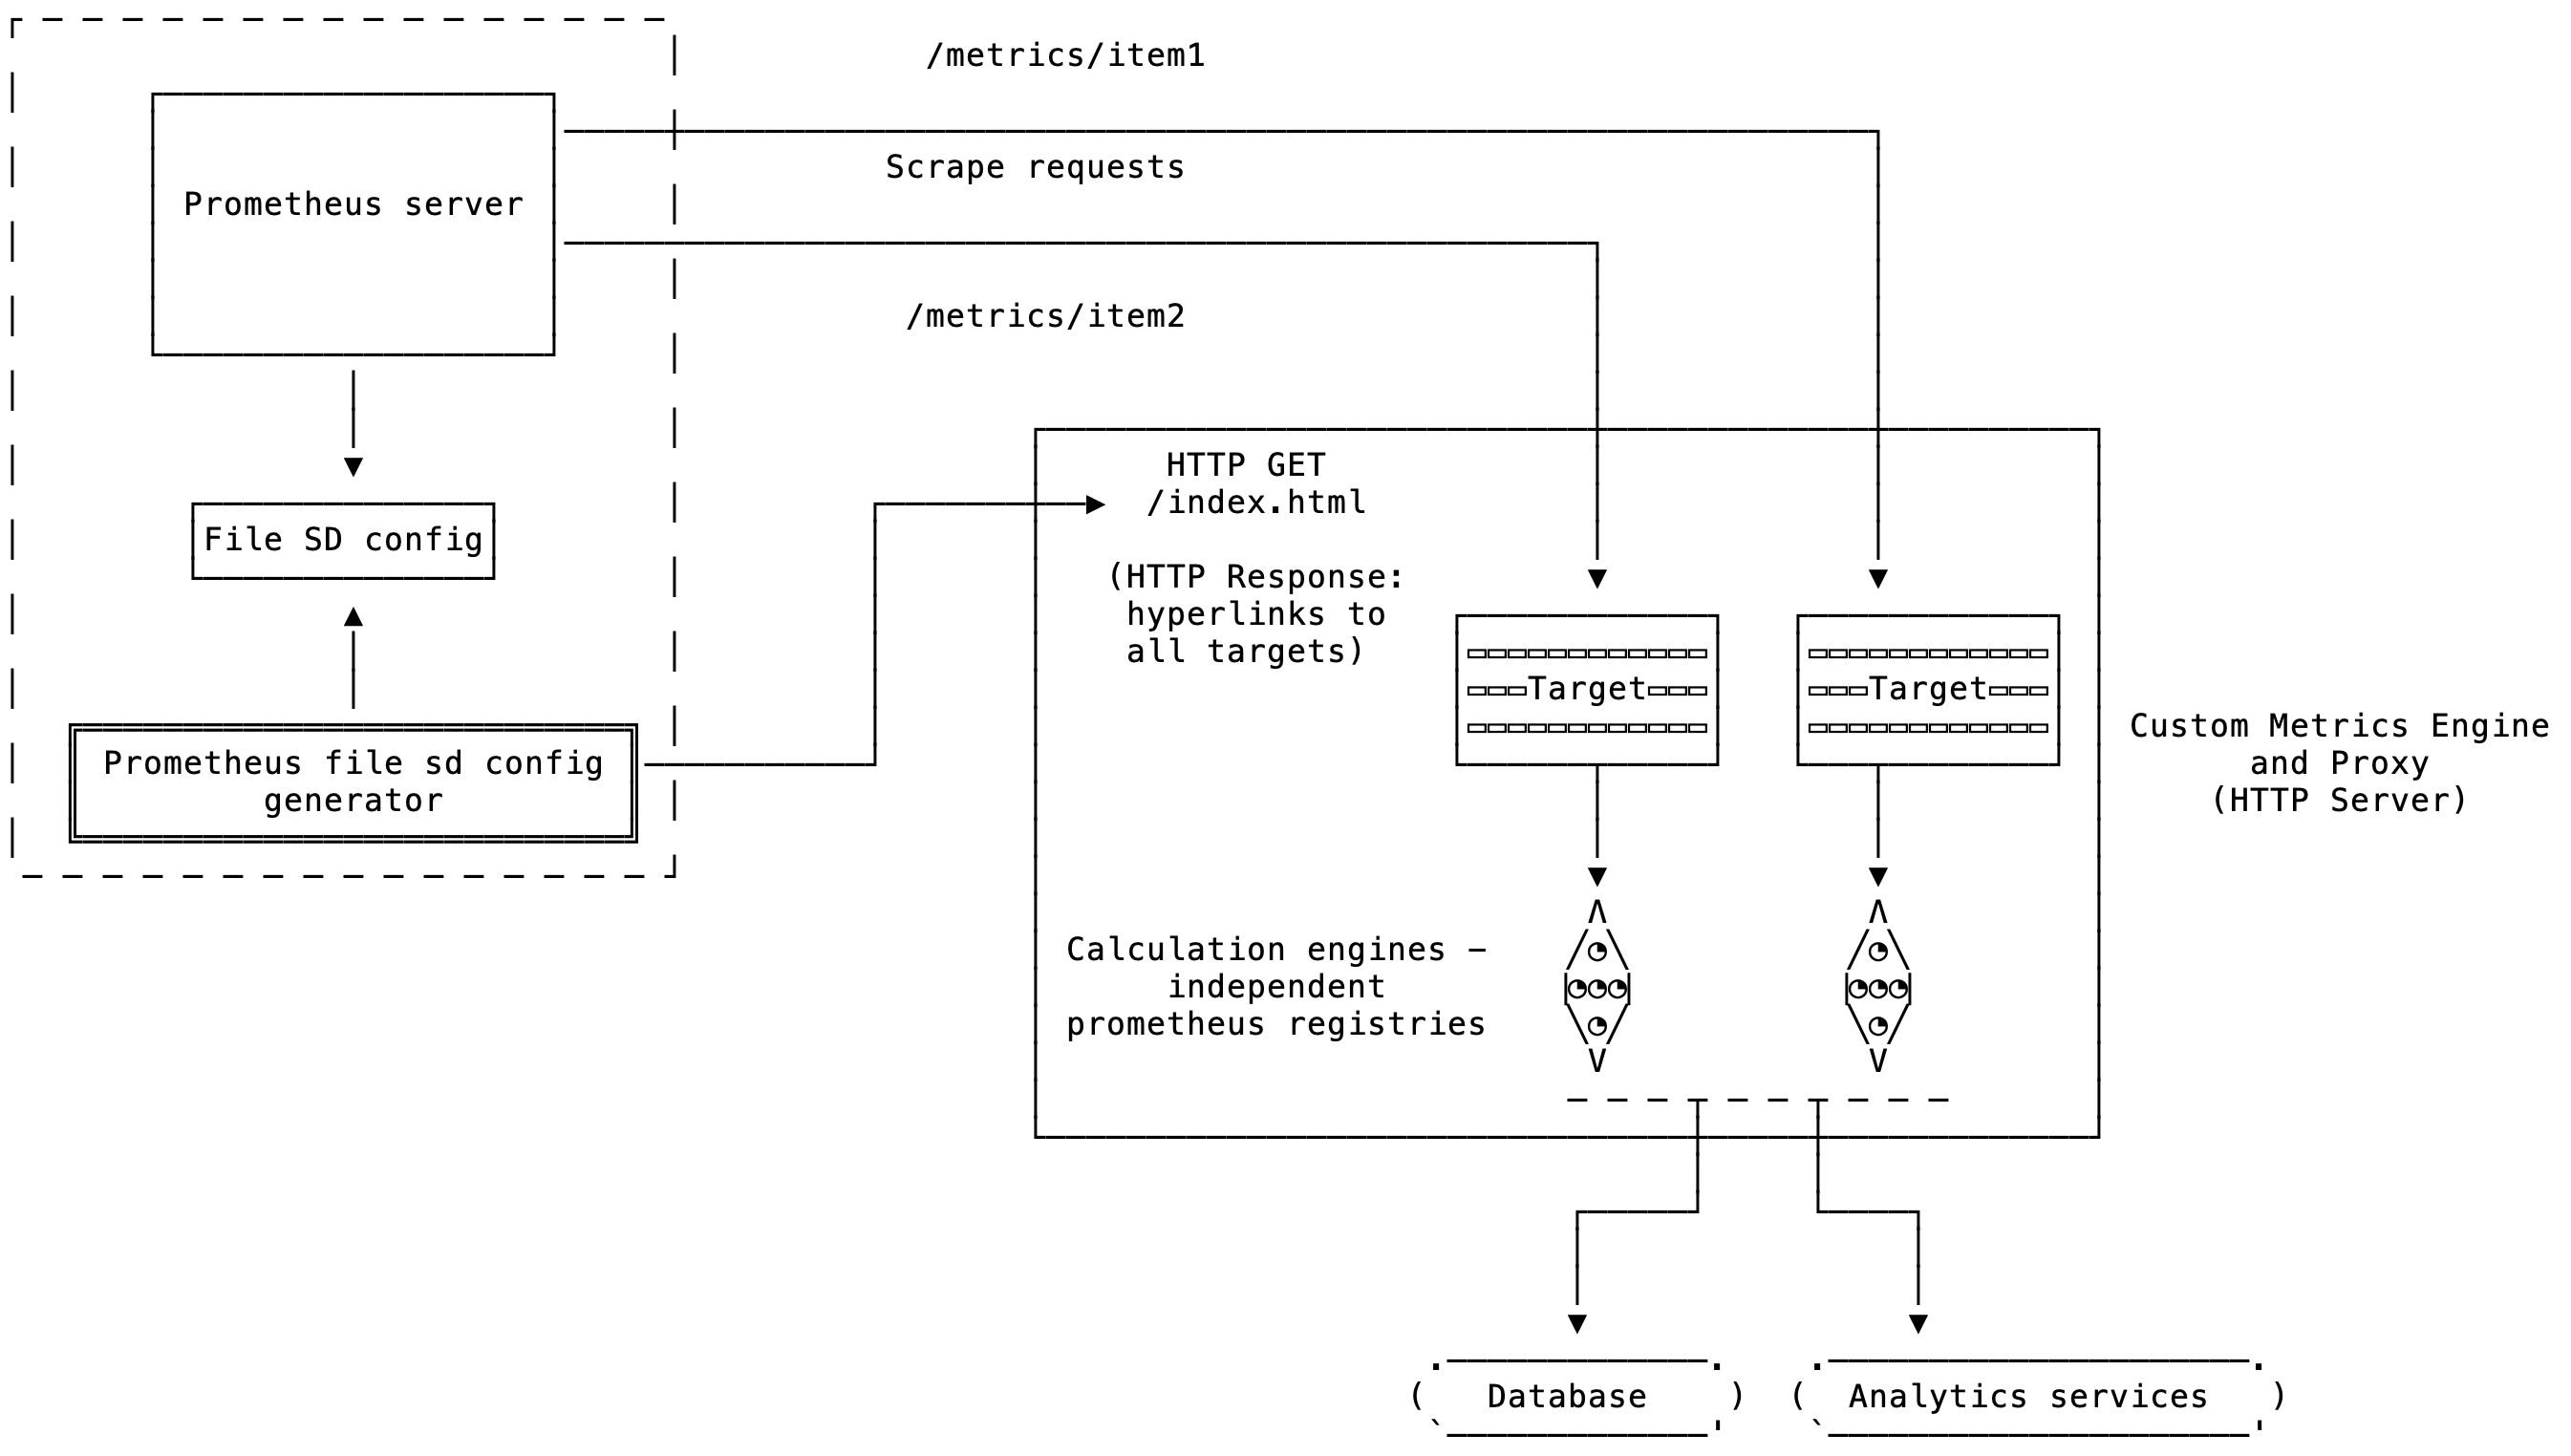 /metrics/item1
Scrape requests
Prometheus server
/metrics/item2
HTTP GET
/index.html
File SD config
(HTTP Response:
hyperlinks to
all targets)
Target
Target
Prometheus file sd config
generator
Custom Metrics Engine
and Proxy
(HTTP Server)
Calculation engines –
independent
prometheus registries
Database
Analytics services